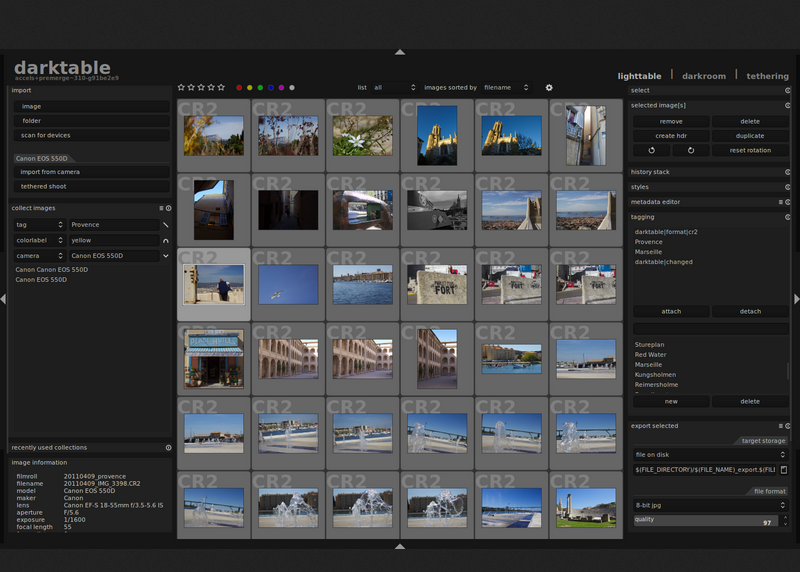 darktable
lighttable | darkroom | tethering
import
image
folder
scan for devices
Canon EOS 550D
import from camera
tethered shoot
collect images
tag Provence
colorlabel yellow
camera Canon EOS 550D
Canon Canon EOS 550D
Canon EOS 550D
recently used collections
image information
filmroll 20110409_provence
filename 20110409_IMG_3398.CR2
model Canon EOS 550D
maker Canon
lens Canon EF-S 18-55mm f/3.5-5.6 IS
aperture F/5.6
exposure 1/1600
focal length 55
list all images sorted by filename
CR2 CR2 CR2 CR2 CR2 CR2
CR2 CR2 CR2 CR2 CR2 CR2
CR2 CR2 CR2 CR2 CR2 CR2
FORT FORT FORT
CR2 CR2 CR2 CR2 CR2 CR2
CR2 CR2 CR2 CR2 CR2 CR2
CR2 CR2 CR2 CR2 CR2 CR2
select
selected image[s]
remove delete
create hdr duplicate
reset rotation
history stack
styles
metadata editor
tagging
darktable|format|cr2
Provence
Marseille
darktable|changed
attach detach
Stureplan
Red Water
Marseille
Kungsholmen
Reimersholme
new delete
export selected
target storage
file on disk
$(FILE_DIRECTORY)/$(FILE_NAME)_export.$(FILI
file format
8-bit jpg
quality 97